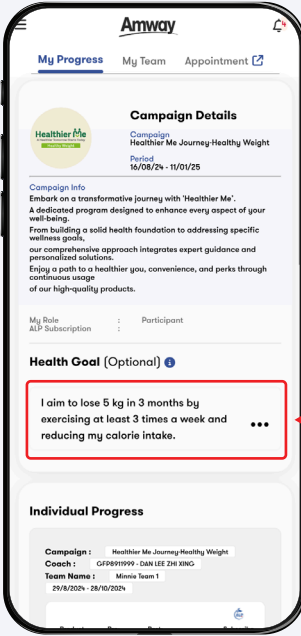 Amway
4
My Progress My Team Appointment
Healthier Me
Healthy Weight
Campaign Details
Campaign
Healthier Me Journey-Healthy Weight
Period
16/08/24 - 11/01/25
Campaign Info
Embark on a transformative journey with 'Healthier Me'.
A dedicated program designed to enhance every aspect of your
well-being.
From building a solid health foundation to addressing specific
wellness goals,
our comprehensive approach integrates expert guidance and
personalized solutions.
Enjoy a path to a healthier you, convenience, and perks through
continuous usage
of our high-quality products.
My Role : Participant
ALP Subscription :
Health Goal (Optional) i
I aim to lose 5 kg in 3 months by
exercising at least 3 times a week and
reducing my calorie intake.
Individual Progress
Campaign : Healthier Me Journey-Healthy Weight
Coach : GFP8911999 - DAN LEE ZHI XING
Team Name : Minnie Team 1
29/8/2024 - 28/10/2024